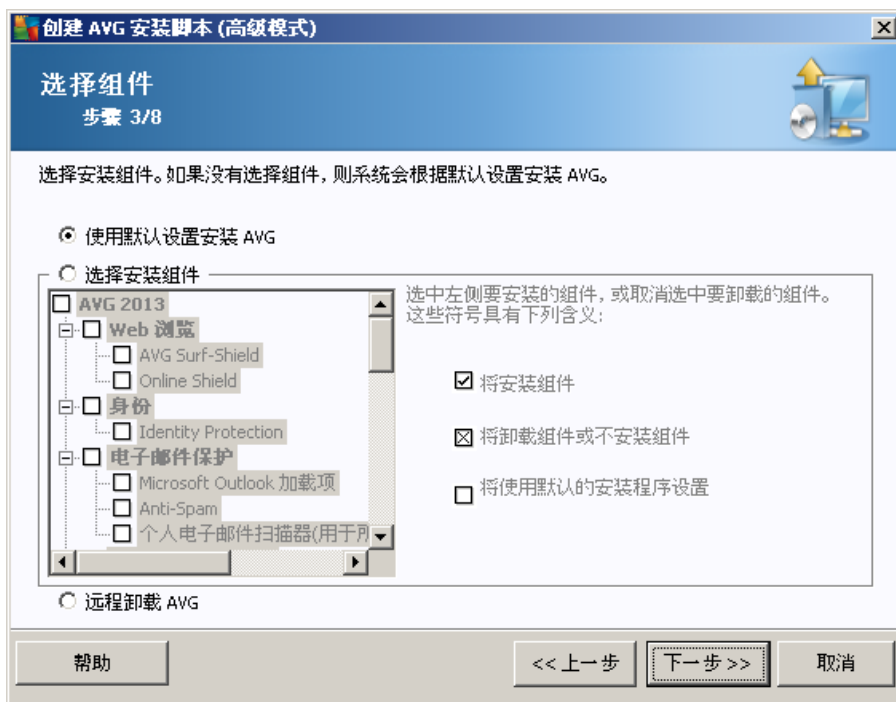 创建 AVG 安装脚本 (高级模式)
选择组件
步骤 3/8
选择安装组件。如果没有选择组件，则系统会根据默认设置安装 AVG。
使用默认设置安装 AVG
选择安装组件
AVG 2013
Web 浏览
AVG Surf-Shield
Online Shield
身份
Identity Protection
电子邮件保护
Microsoft Outlook 加载项
Anti-Spam
个人电子邮件扫描器(用于所
选中左侧要安装的组件，或取消选中要卸载的组件。
这些符号具有下列含义:
将安装组件
将卸载组件或不安装组件
将使用默认的安装程序设置
远程卸载 AVG
帮助
<< 上一步
下一步 >>
取消